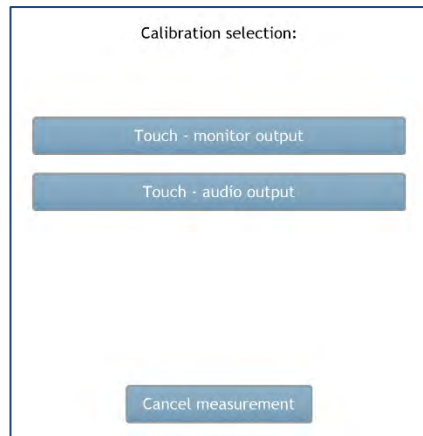 Calibration selection:
Touch - monitor output
Touch - audio output
Cancel measurement